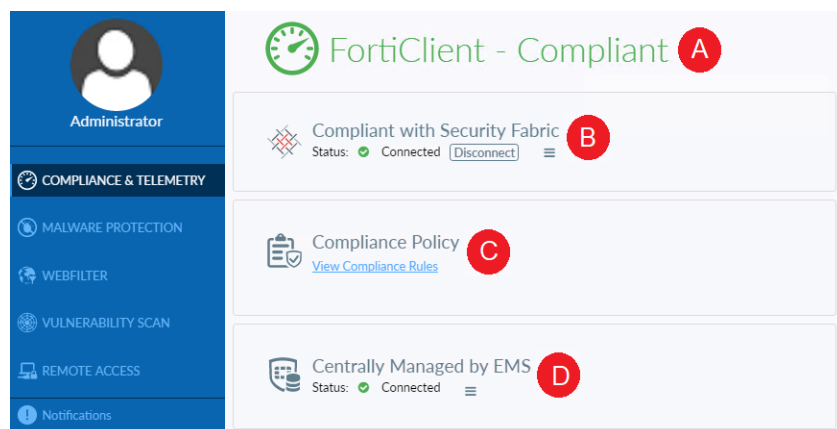 Administrator
COMPLIANCE & TELEMETRY
MALWARE PROTECTION
WEBFILTER
VULNERABILITY SCAN
REMOTE ACCESS
Notifications
FortiClient - Compliant A
Compliant with Security Fabric B
Status: Connected Disconnect
Compliance Policy C
View Compliance Rules
Centrally Managed by EMS D
Status: Connected